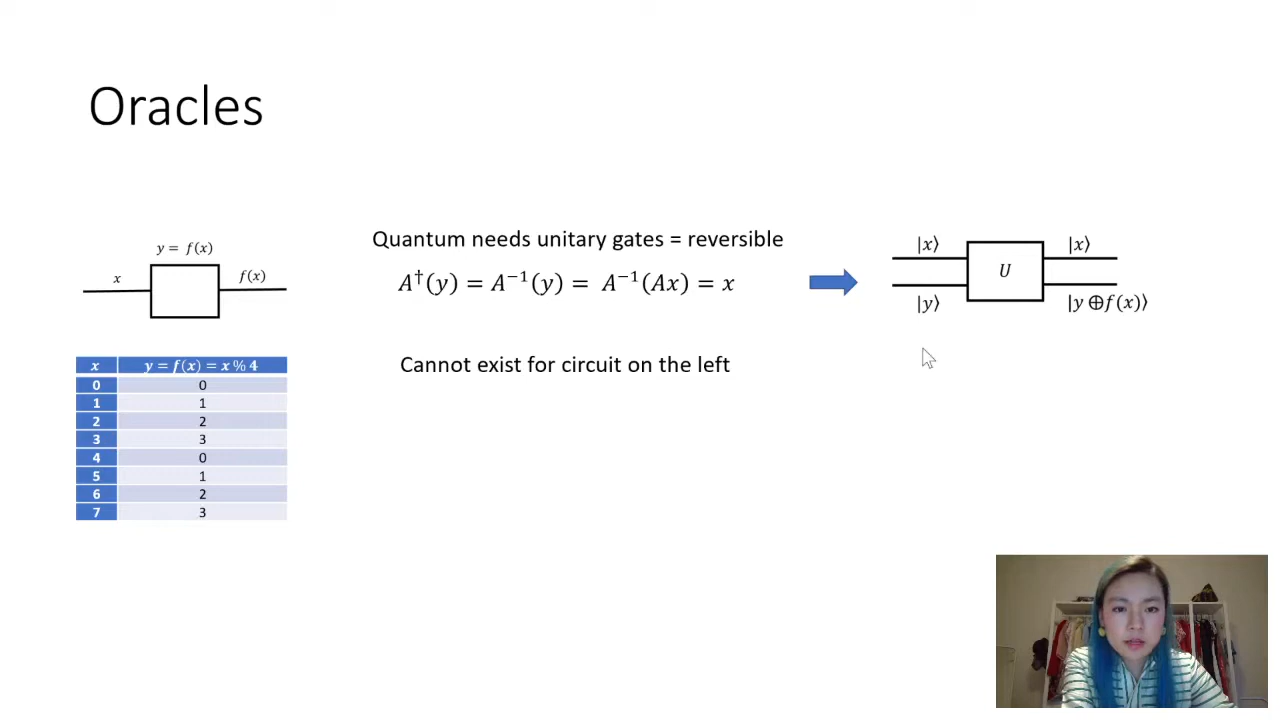 Oracles
y = f(x)
x
f(x)
x y = f(x) = x % 4
0 0
1 1
2 2
3 3
4 0
5 1
6 2
7 3
Quantum needs unitary gates = reversible
A†(y) = A⁻¹(y) = A⁻¹(Ax) = x
Cannot exist for circuit on the left
|x⟩ |x⟩
U
|y⟩ |y ⊕f(x)⟩